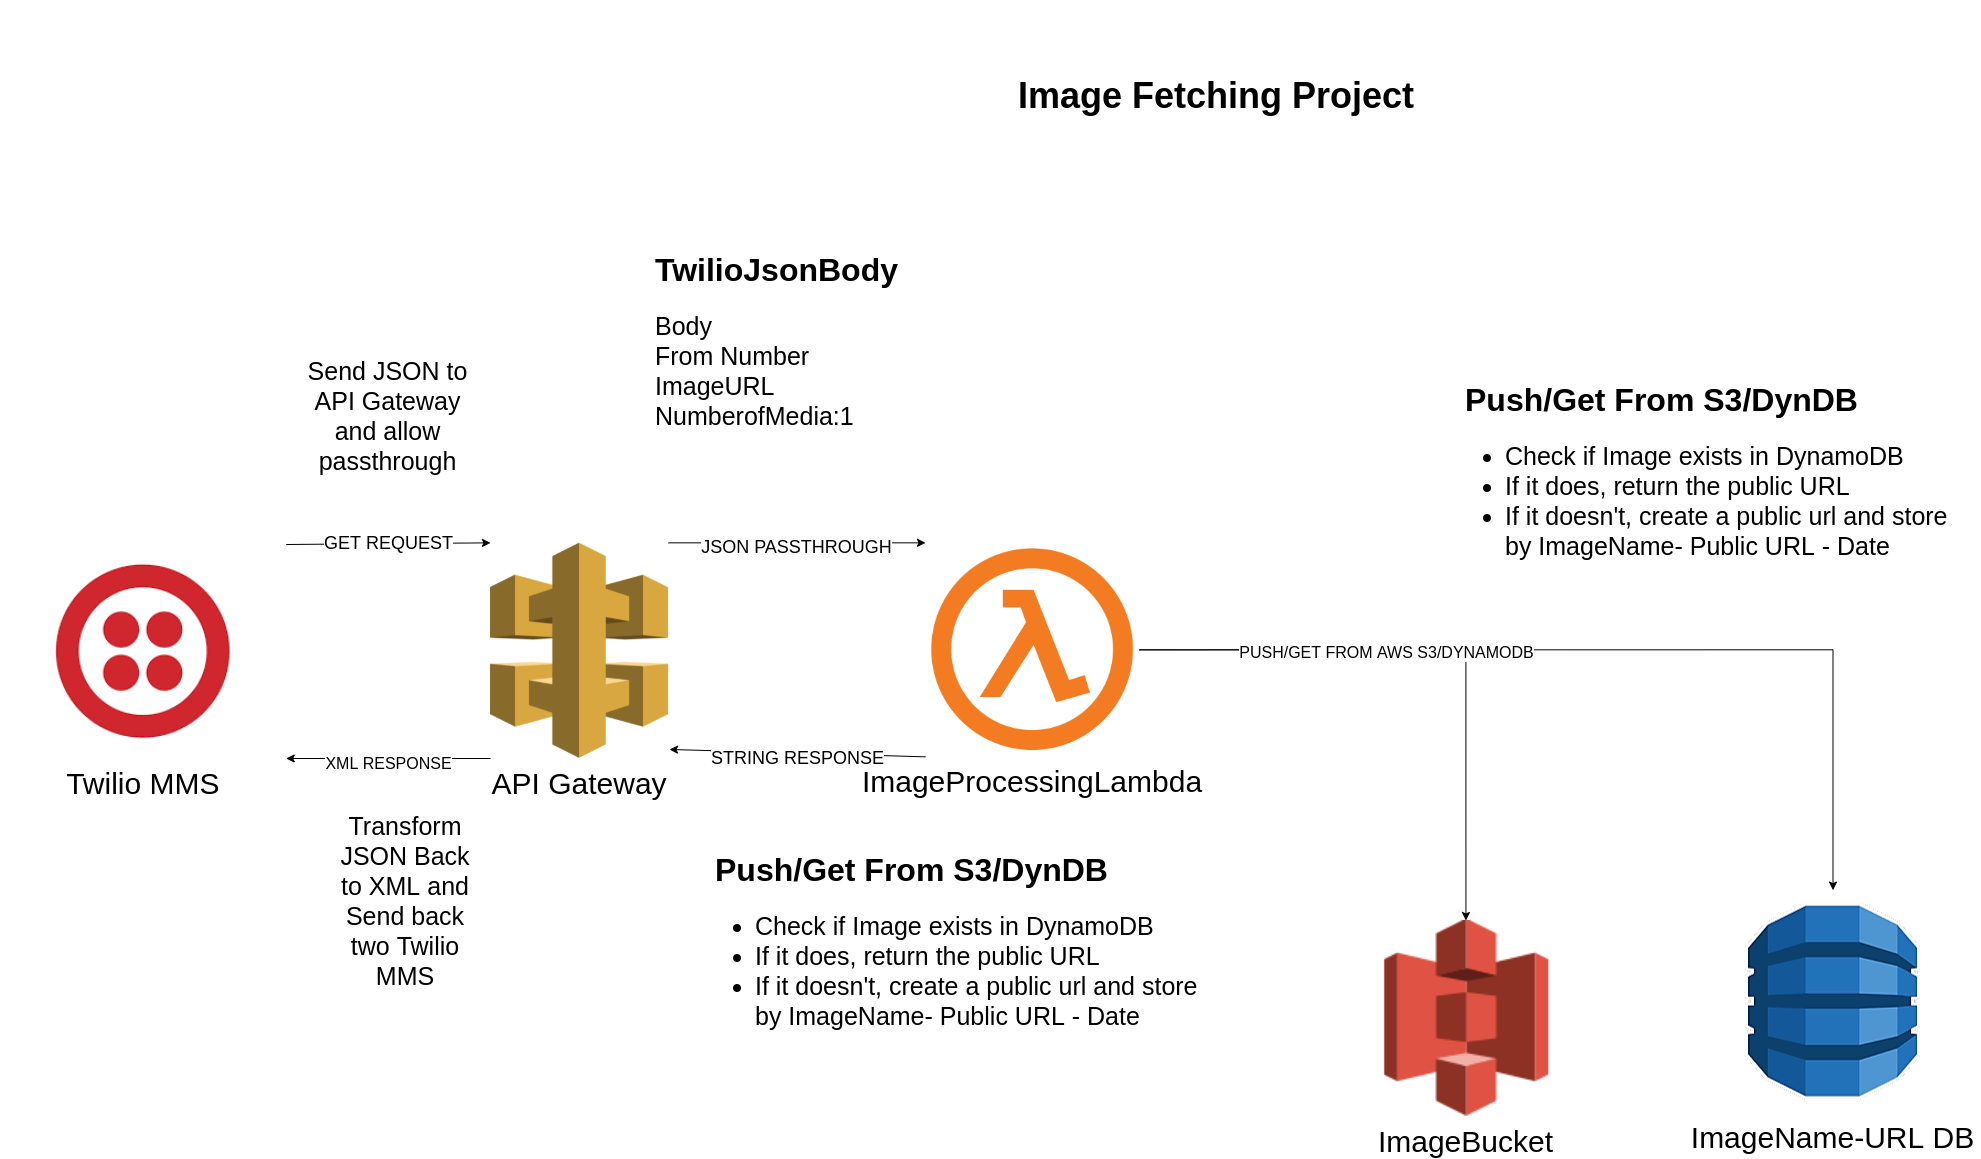 Image Fetching Project
TwilioJsonBody
Body
From Number
ImageURL
NumberofMedia:1
Send JSON to
API Gateway
and allow
passthrough
Push/Get From S3/DynDB
Check if Image exists in DynamoDB
If it does, return the public URL
If it doesn't, create a public url and store
by ImageName- Public URL - Date
GET REQUEST
JSON PASSTHROUGH
PUSH/GET FROM AWS S3/DYNAMODB
XML RESPONSE
STRING RESPONSE
Twilio MMS
API Gateway
ImageProcessingLambda
Transform
JSON Back
to XML and
Send back
two Twilio
MMS
Push/Get From S3/DynDB
Check if Image exists in DynamoDB
If it does, return the public URL
If it doesn't, create a public url and store
by ImageName- Public URL - Date
ImageBucket
ImageName-URL DB